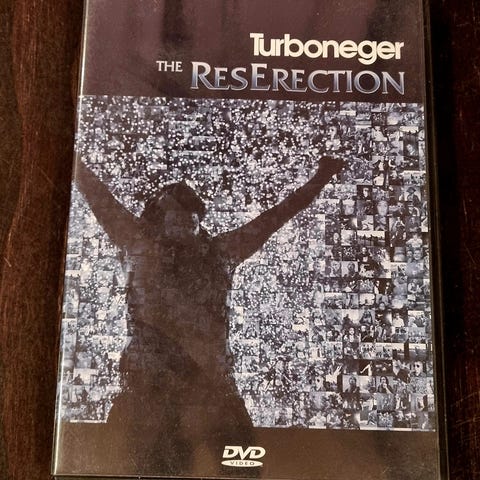 Turboneger
THE RESERECTION
DVD
VIDEO